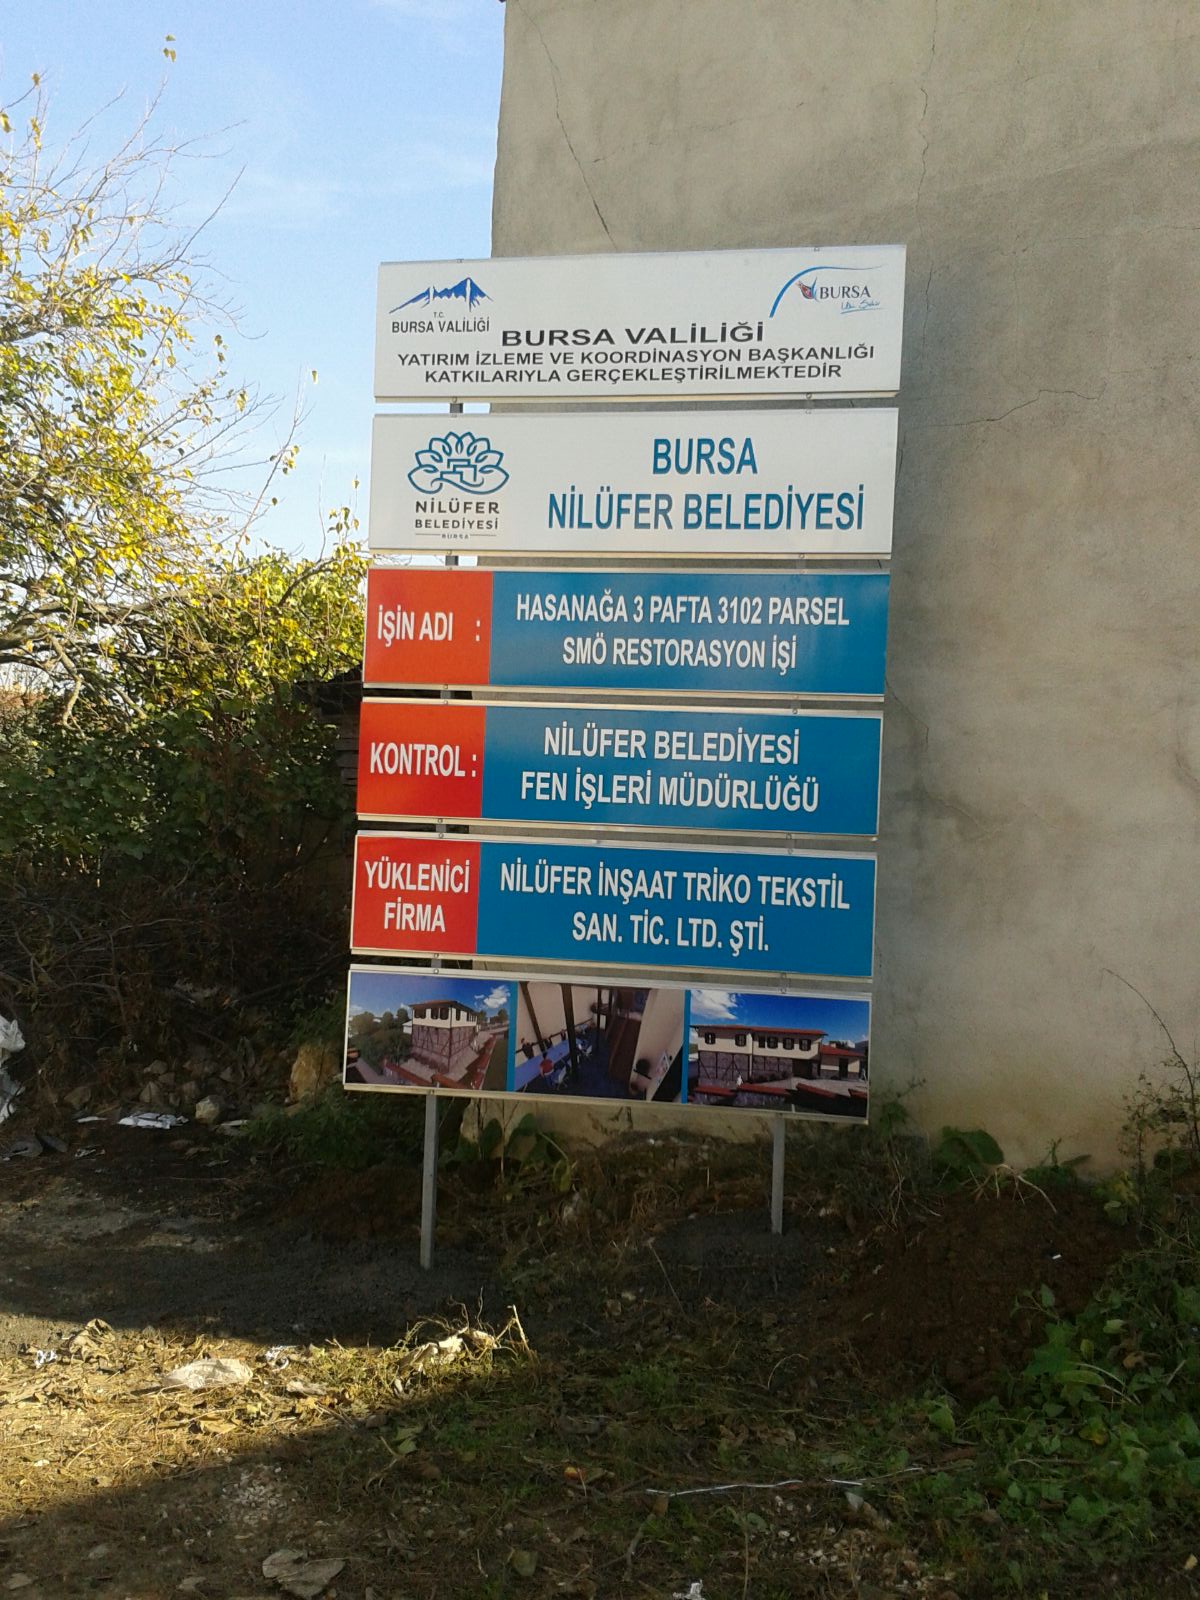 T.C.
BURSA VALİLİĞİ
BURSA
BURSA VALİLİĞİ
YATIRIM İZLEME VE KOORDİNASYON BAŞKANLIĞI
KATKILARIYLA GERÇEKLEŞTİRİLMEKTEDİR
NİLÜFER
BELEDİYESİ
BURSA
BURSA
NİLÜFER BELEDİYESİ
İŞİN ADI :
HASANAĞA 3 PAFTA 3102 PARSEL
SMÖ RESTORASYON İŞİ
KONTROL :
NİLÜFER BELEDİYESİ
FEN İŞLERİ MÜDÜRLÜĞÜ
YÜKLENİCİ
FİRMA
NİLÜFER İNŞAAT TRİKO TEKSTİL
SAN. TİC. LTD. ŞTİ.